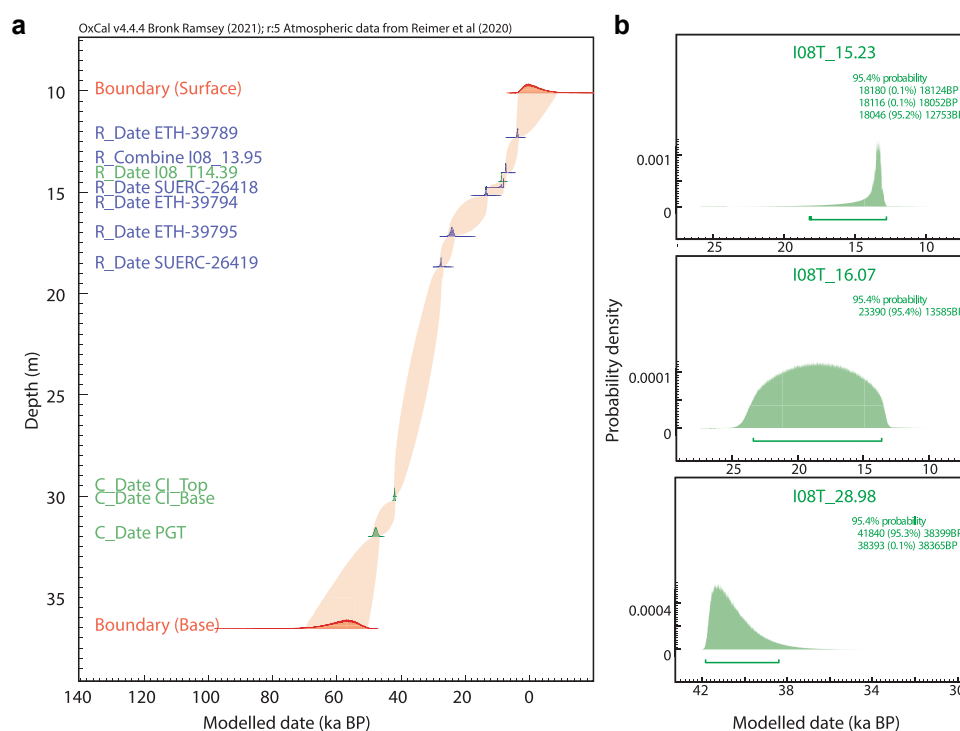 a
OxCal v4.4.4 Bronk Ramsey (2021); r:5 Atmospheric data from Reimer et al (2020)
Depth (m)
10
15
20
25
30
35
Boundary (Surface)
R_Date ETH-39789
R_Combine I08_13.95
R_Date I08_T14.39
R_Date SUERC-26418
R_Date ETH-39794
R_Date ETH-39795
R_Date SUERC-26419
C_Date CI_Top
C_Date CI_Base
C_Date PGT
Boundary (Base)
140 120 100 80 60 40 20 0
Modelled date (ka BP)
b
Probability density
I08T_15.23
95.4% probability
18180 (0.1%) 18124BP
18116 (0.1%) 18052BP
18046 (95.2%) 12753BP
0.001
0
25 20 15 10
I08T_16.07
95.4% probability
23390 (95.4%) 13585BP
0.0001
0
25 20 15 10
I08T_28.98
95.4% probability
41840 (95.3%) 38399BP
38393 (0.1%) 38365BP
0.0004
0
42 38 34 30
Modelled date (ka BP)